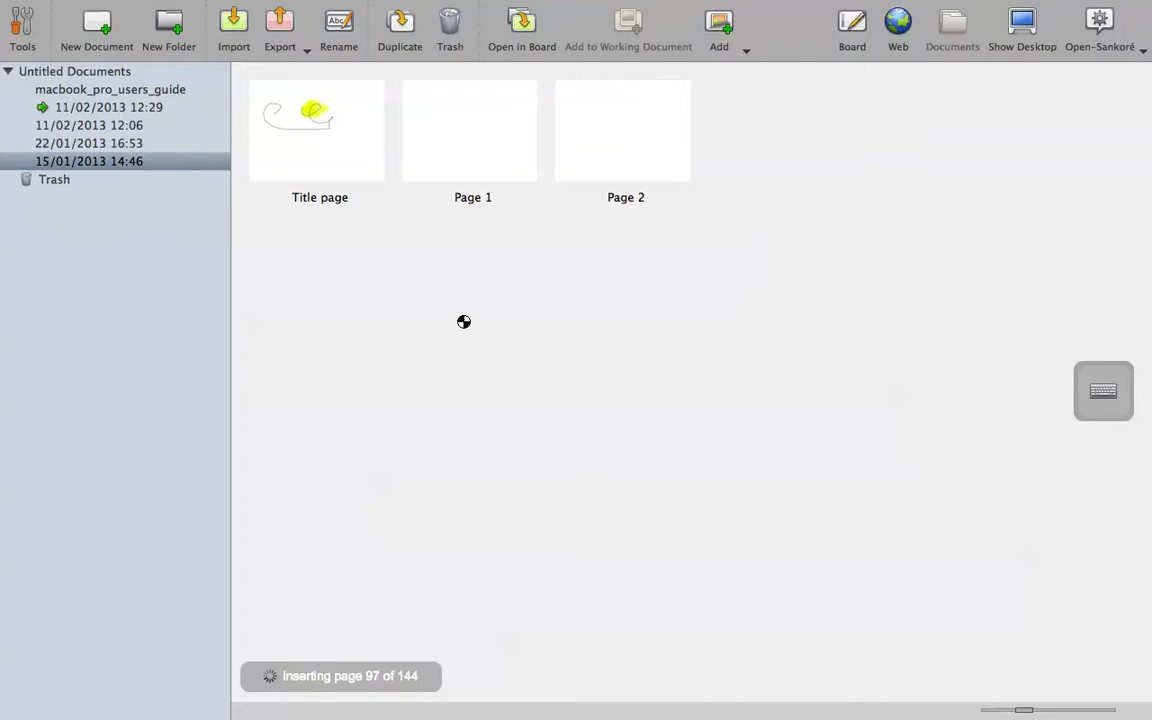 Tools New Document New Folder Import Export Rename Duplicate Trash Open in Board Add to Working Document Add Board Web Documents Show Desktop Open-Sankoré
Untitled Documents
macbook_pro_users_guide
11/02/2013 12:29
11/02/2013 12:06
22/01/2013 16:53
15/01/2013 14:46
Trash
Abc
Title page Page 1 Page 2
Inserting page 97 of 144